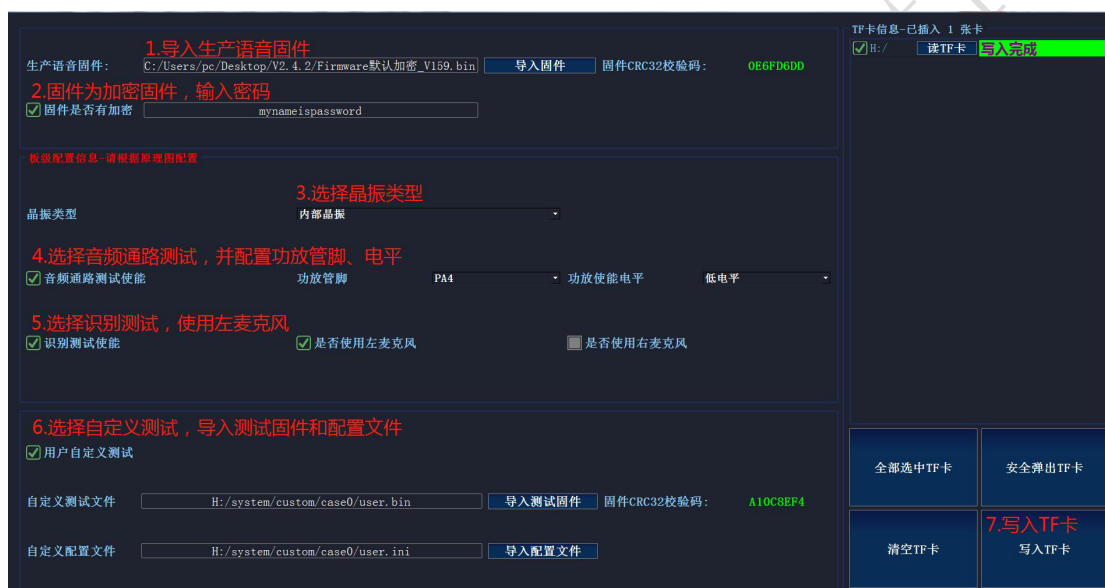 TF卡信息-已插入 1 张卡
H:/ 读TF卡 写入完成
1.导入生产语音固件
生产语音固件: C:/Users/pc/Desktop/V2.4.2/Firmware默认加密_V159.bin 导入固件 固件CRC32校验码: 0E6FD6DD
2.固件为加密固件，输入密码
固件是否有加密 mynameispassword
板级配置信息-请根据原理图配置
3.选择晶振类型
晶振类型 内部晶振
4.选择音频通路测试，并配置功放管脚、电平
音频通路测试使能 功放管脚 PA4 功放使能电平 低电平
5.选择识别测试，使用左麦克风
识别测试使能 是否使用左麦克风 是否使用右麦克风
6.选择自定义测试，导入测试固件和配置文件
用户自定义测试
自定义测试文件 H:/system/custom/case0/user.bin 导入测试固件 固件CRC32校验码: A10C8EF4
自定义配置文件 H:/system/custom/case0/user.ini 导入配置文件
全部选中TF卡 安全弹出TF卡
7.写入TF卡
清空TF卡 写入TF卡